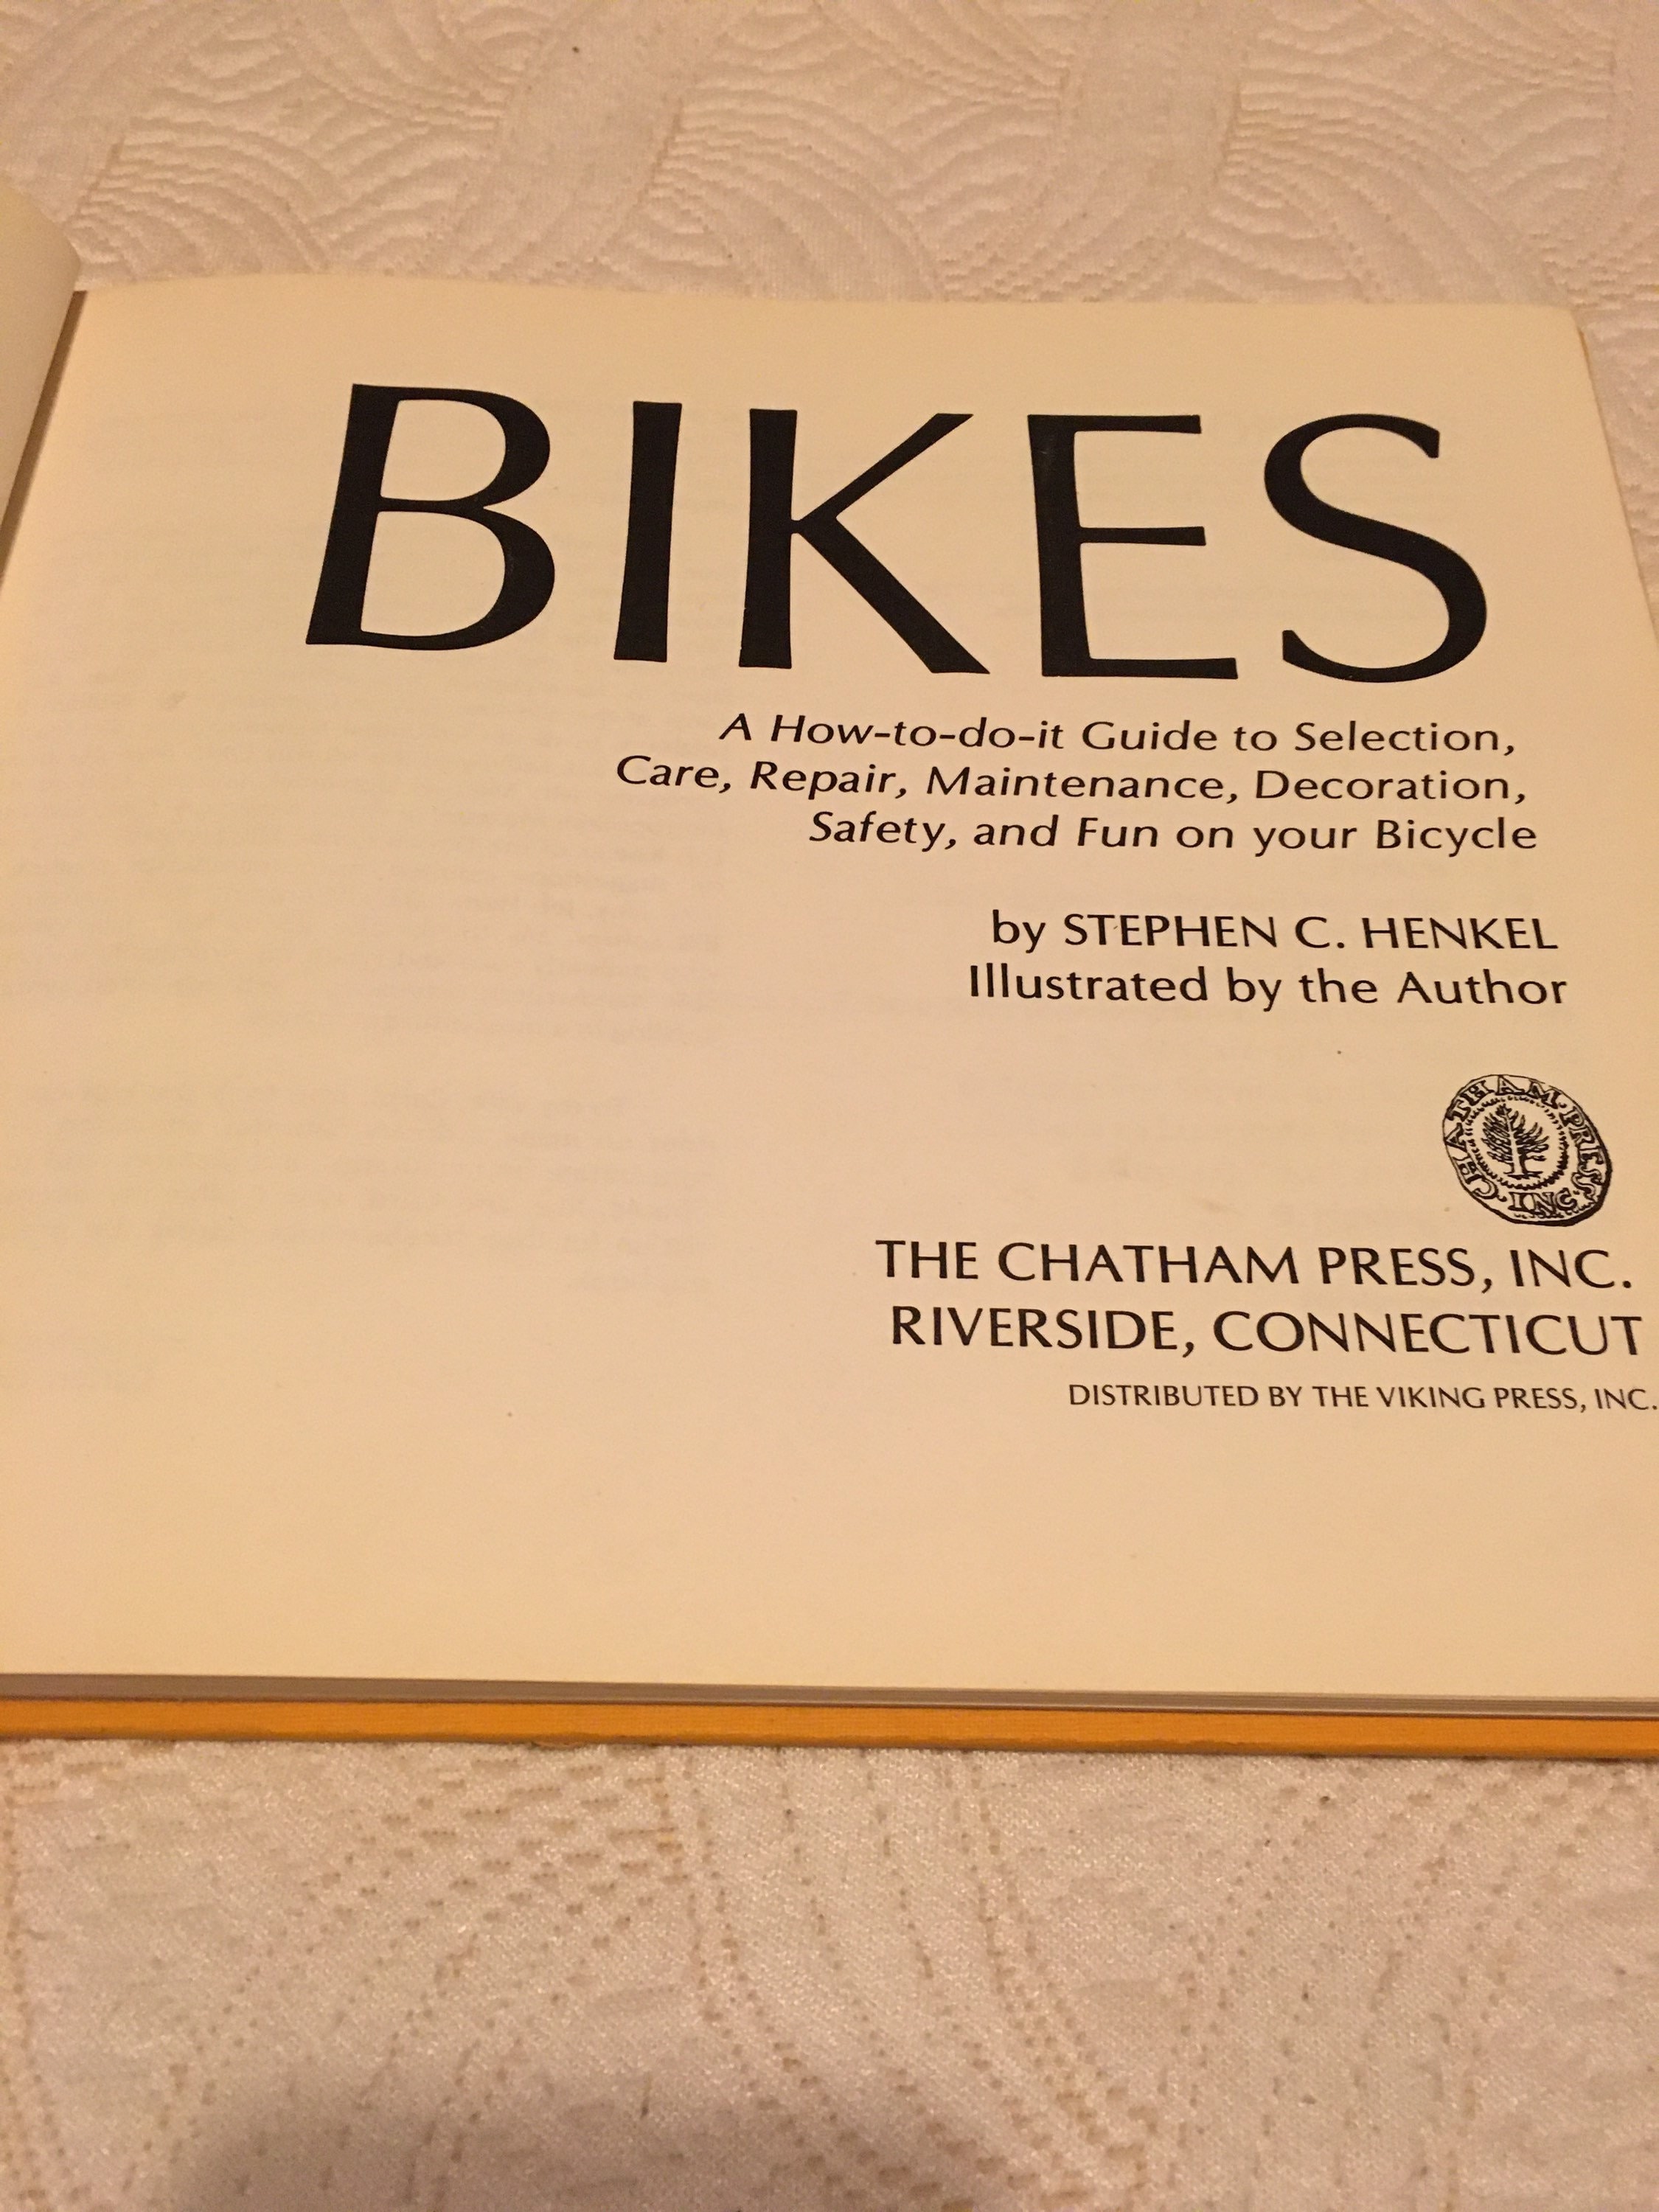 BIKES
A How-to-do-it Guide to Selection,
Care, Repair, Maintenance, Decoration,
Safety, and Fun on your Bicycle
by STEPHEN C. HENKEL
Illustrated by the Author
CHATHAM·PRESS·INC·
THE CHATHAM PRESS, INC.
RIVERSIDE, CONNECTICUT
DISTRIBUTED BY THE VIKING PRESS, INC.